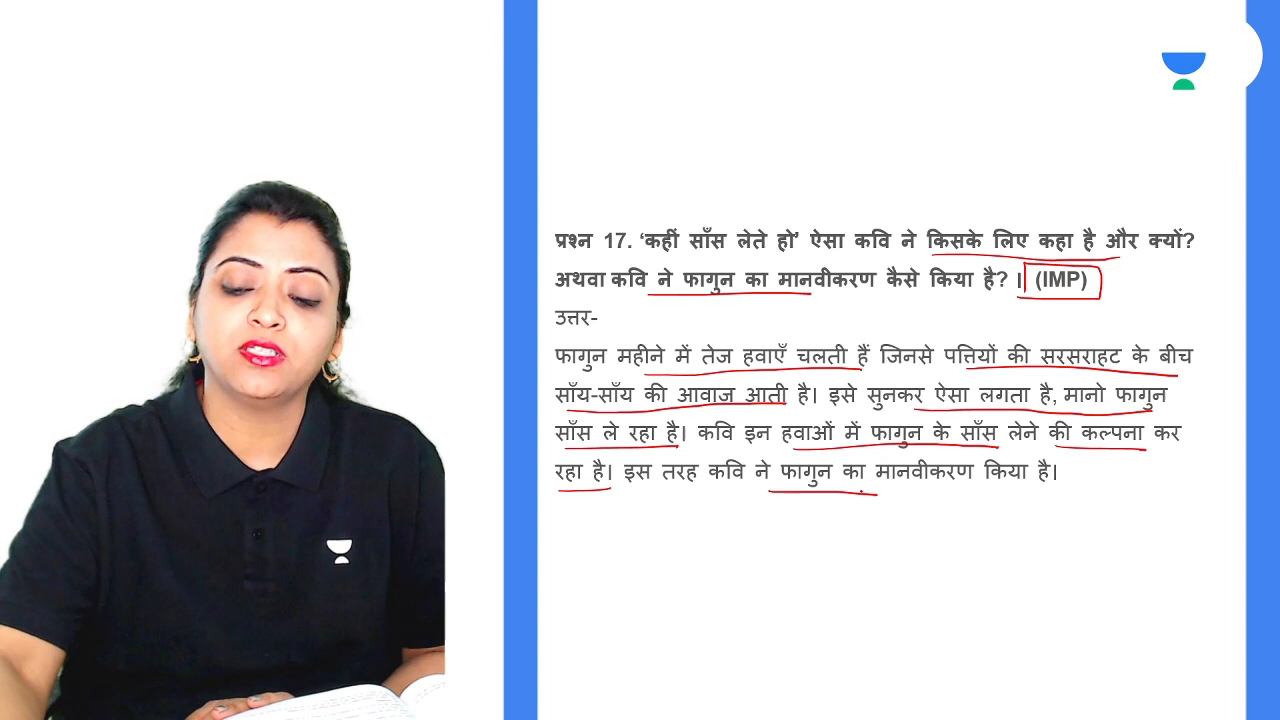 प्रश्न 17. ‘कहीं साँस लेते हो’ ऐसा कवि ने किसके लिए कहा है और क्यों?
अथवा कवि ने फागुन का मानवीकरण कैसे किया है? । (IMP)
उत्तर-
फागुन महीने में तेज हवाएँ चलती हैं जिनसे पत्तियों की सरसराहट के बीच
साँय-साँय की आवाज आती है। इसे सुनकर ऐसा लगता है, मानो फागुन
साँस ले रहा है। कवि इन हवाओं में फागुन के साँस लेने की कल्पना कर
रहा है। इस तरह कवि ने फागुन का मानवीकरण किया है।